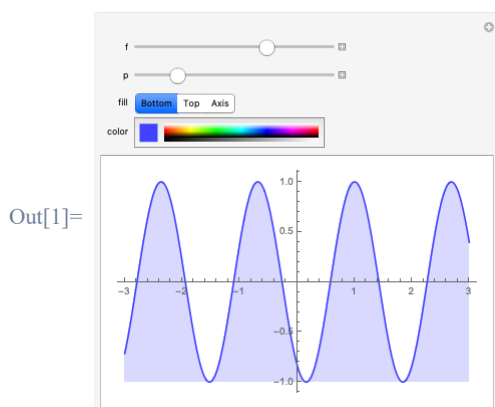 f
p
fill Bottom Top Axis
color
Out[1]=
1.0
0.5
-3 -2 -1 1 2 3
-0.5
-1.0